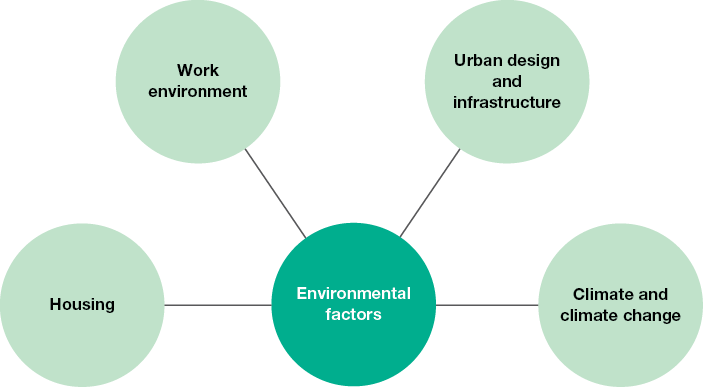 Work
environment
Urban design
and
infrastructure
Housing
Environmental
factors
Climate and
climate change